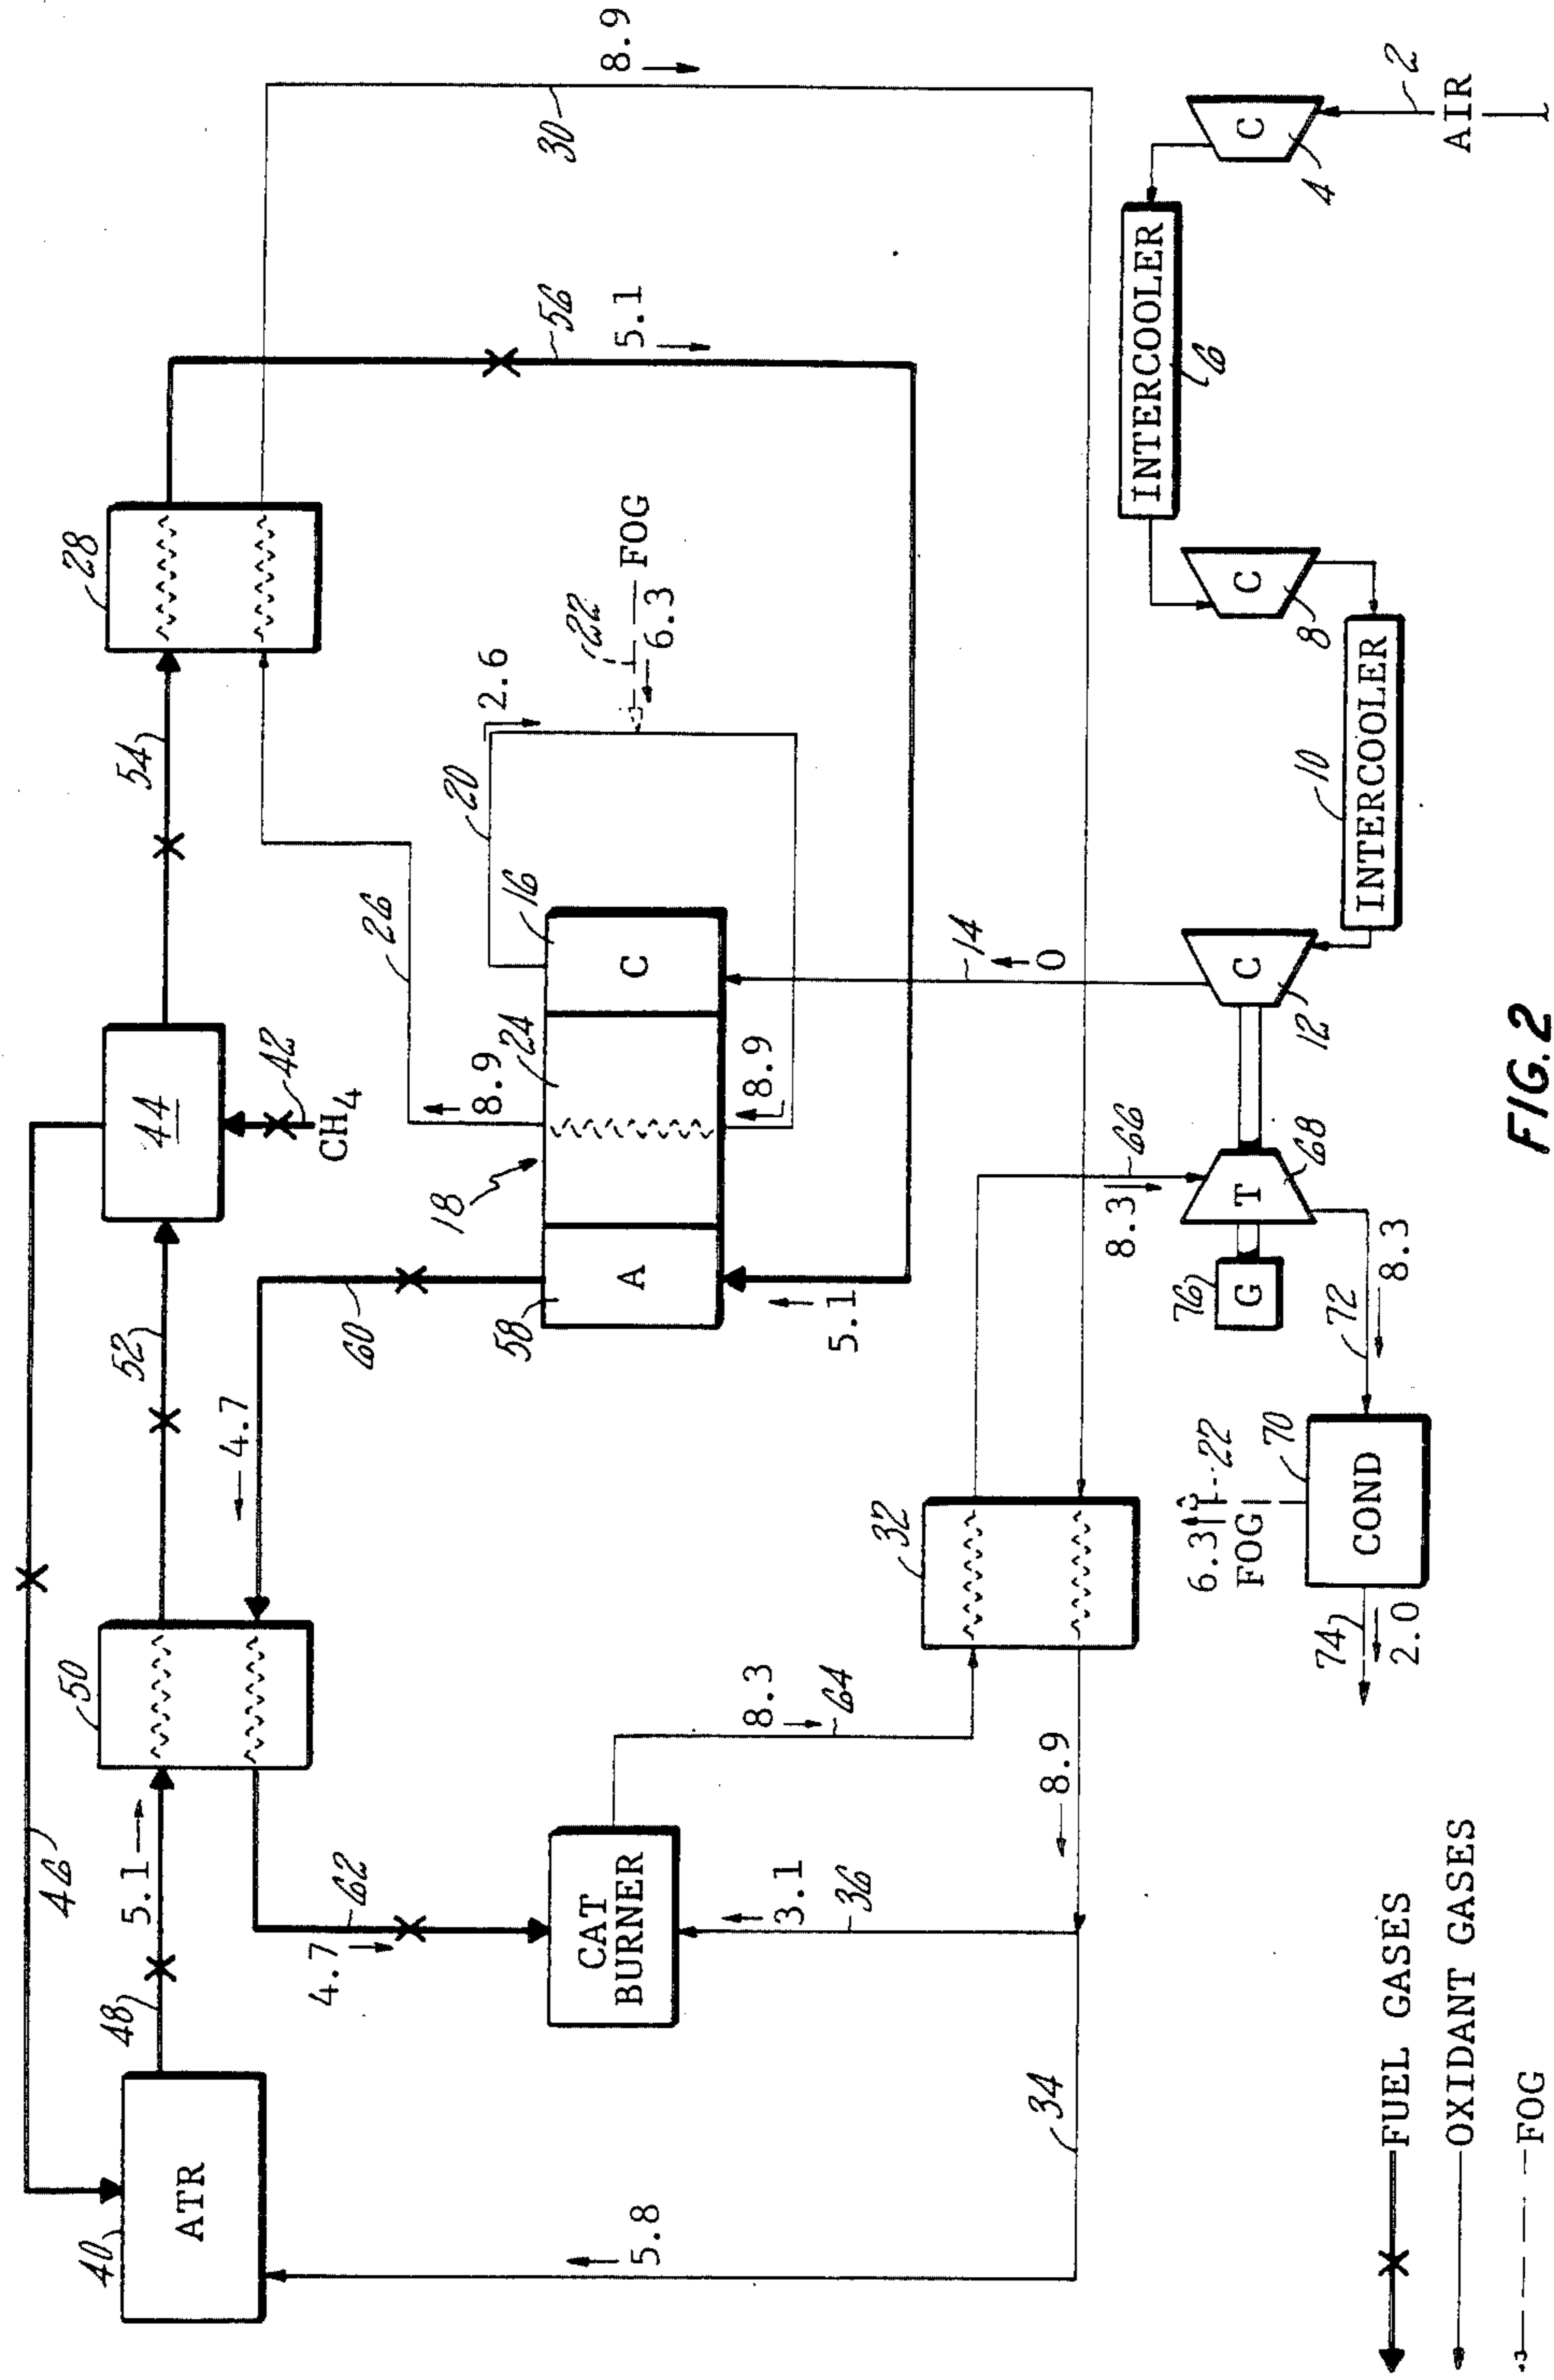 46
40
ATR
48
5.1
50
52
44
42
CH4
54
28
30
8.9
56
5.1
4.7
60
62
4.7
58
A
18
24
16
C
26
8.9
8.9
20
2.6
22
FOG
6.3
5.1
14
0
CAT
BURNER
8.3
64
3.1
36
8.9
32
34
5.8
66
8.3
T
68
G
76
C
12
INTERCOOLER
10
C
8
INTERCOOLER
6
C
4
2
AIR
72
8.3
COND
70
22
6.3
FOG
74
2.0
FUEL GASES
OXIDANT GASES
FOG
FIG. 2